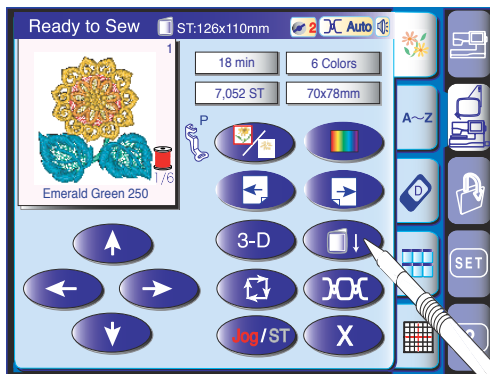 Ready to Sew
ST:126x110mm
2
Auto
1
18 min
6 Colors
7,052 ST
70x78mm
A~Z
P
1/6
Emerald Green 250
D
3-D
SET
Jog/ST
X
?